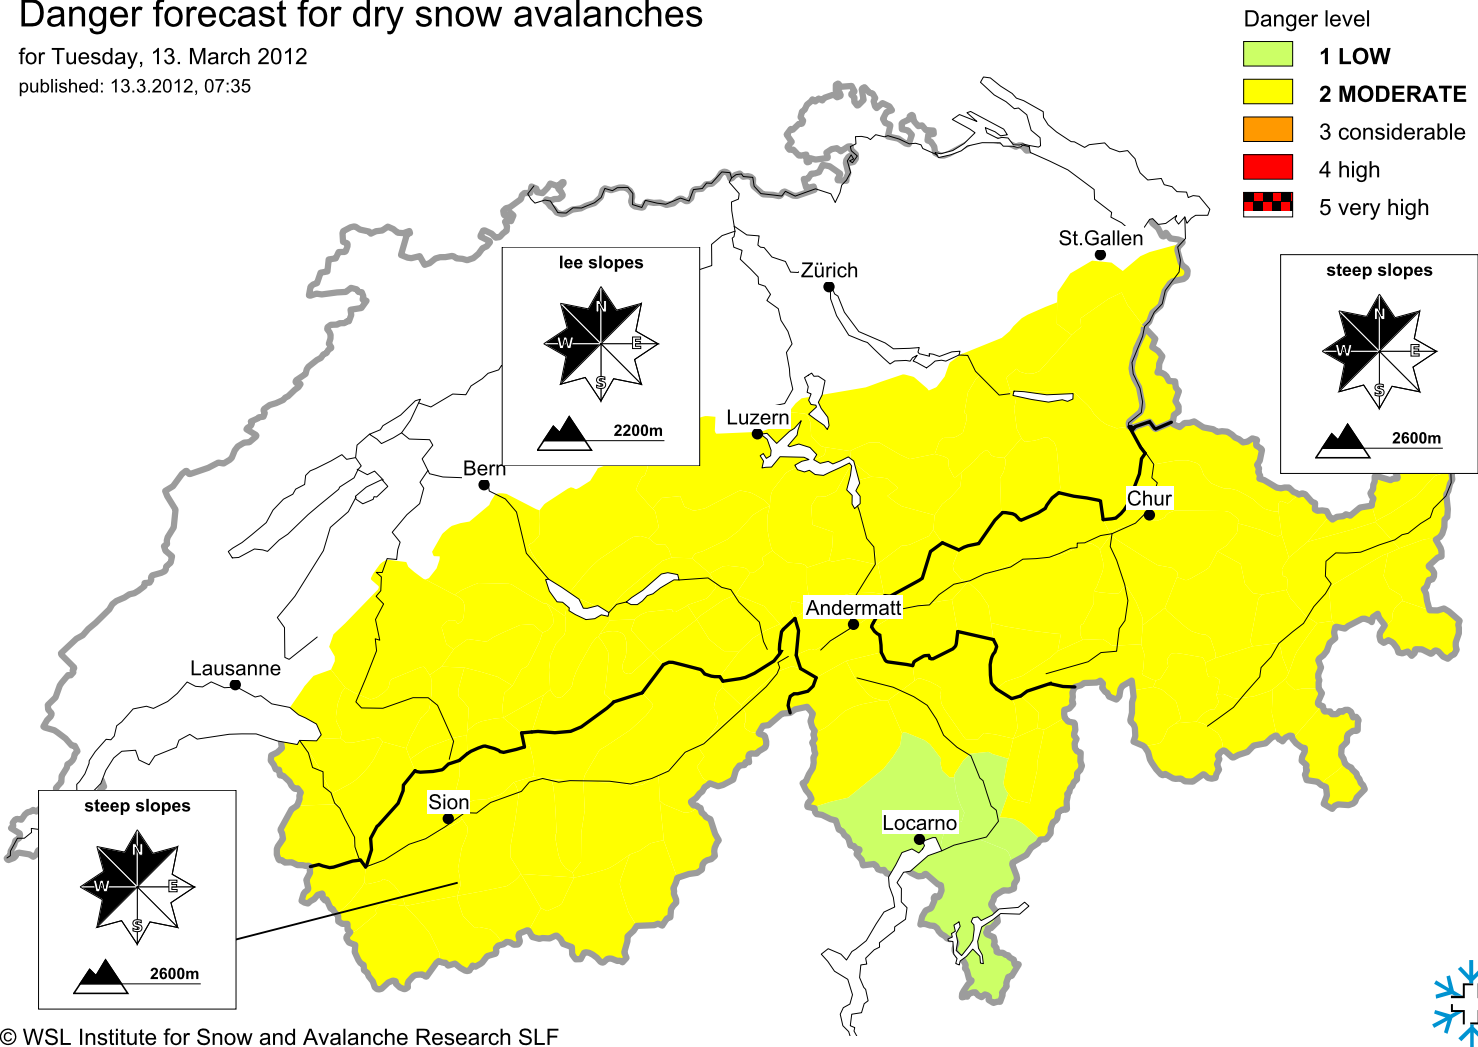 Danger forecast for dry snow avalanches
for Tuesday, 13. March 2012
published: 13.3.2012, 07:35
Danger level
1 LOW
2 MODERATE
3 considerable
4 high
5 very high
St.Gallen
Zürich
lee slopes
N
W E
S
2200m
steep slopes
N
W E
S
2600m
Luzern
Bern
Chur
Andermatt
Lausanne
Sion
Locarno
steep slopes
N
W E
S
2600m
© WSL Institute for Snow and Avalanche Research SLF